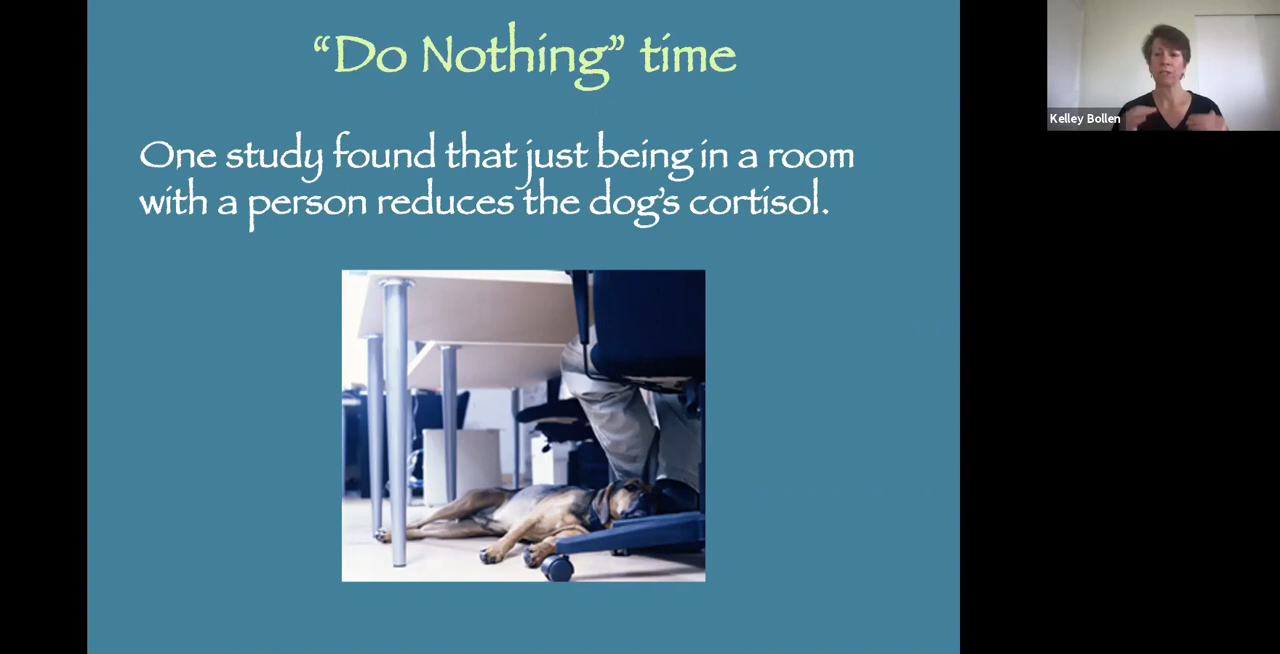 “Do Nothing” time
One study found that just being in a room
with a person reduces the dog’s cortisol.
Kelley Bollen